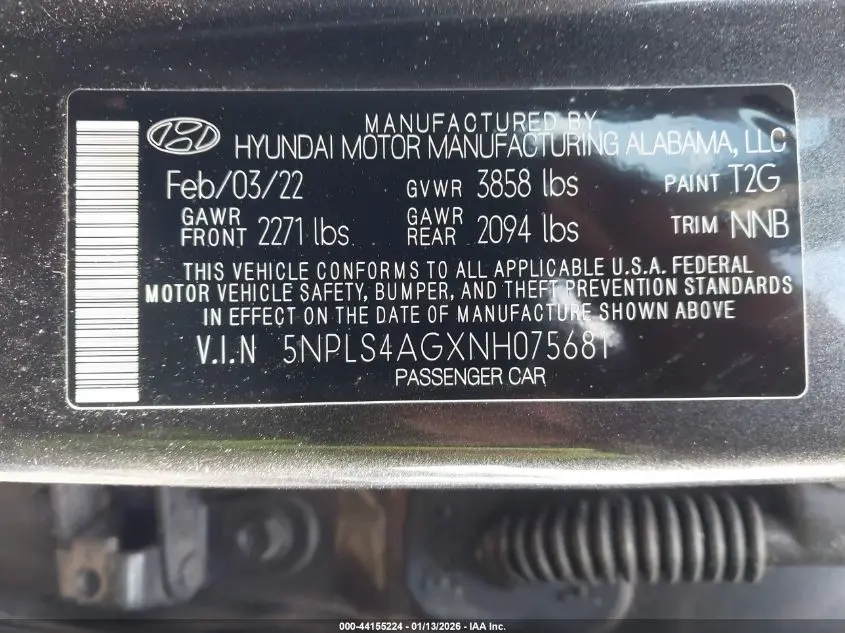 MANUFACTURED BY
HYUNDAI MOTOR MANUFACTURING ALABAMA, LLC
Feb/03/22 GVWR 3858 lbs PAINT T2G
GAWR FRONT 2271 lbs GAWR REAR 2094 lbs TRIM NNB
THIS VEHICLE CONFORMS TO ALL APPLICABLE U.S.A. FEDERAL
MOTOR VEHICLE SAFETY, BUMPER, AND THEFT PREVENTION STANDARDS
IN EFFECT ON THE DATE OF MANUFACTURE SHOWN ABOVE
V.I.N 5NPLS4AGXNH075681
PASSENGER CAR
000-44155224 - 01/13/2026 - IAA Inc.